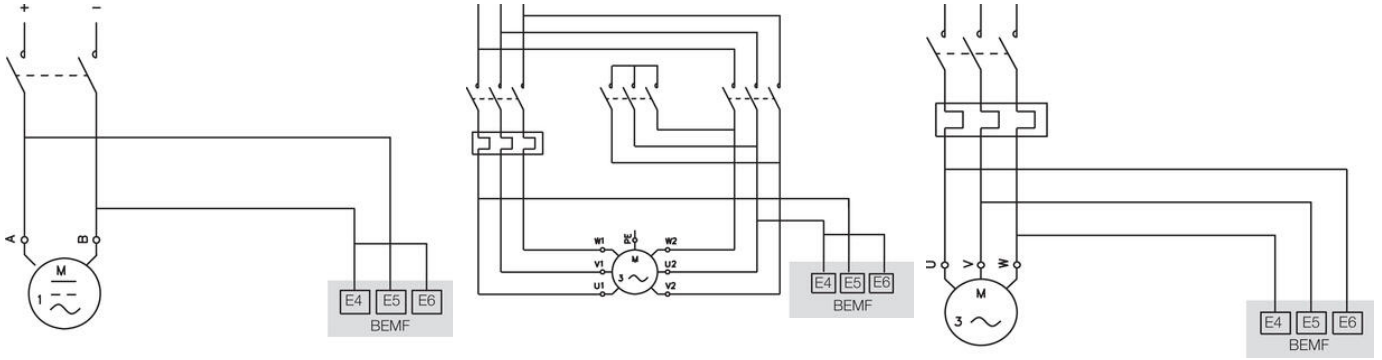 + −
A B
M
1
E4 E5 E6
BEMF
W1 PE W2
M
V1 3 U2
U1 V2
E4 E5 E6
BEMF
U V W
M
3
E4 E5 E6
BEMF